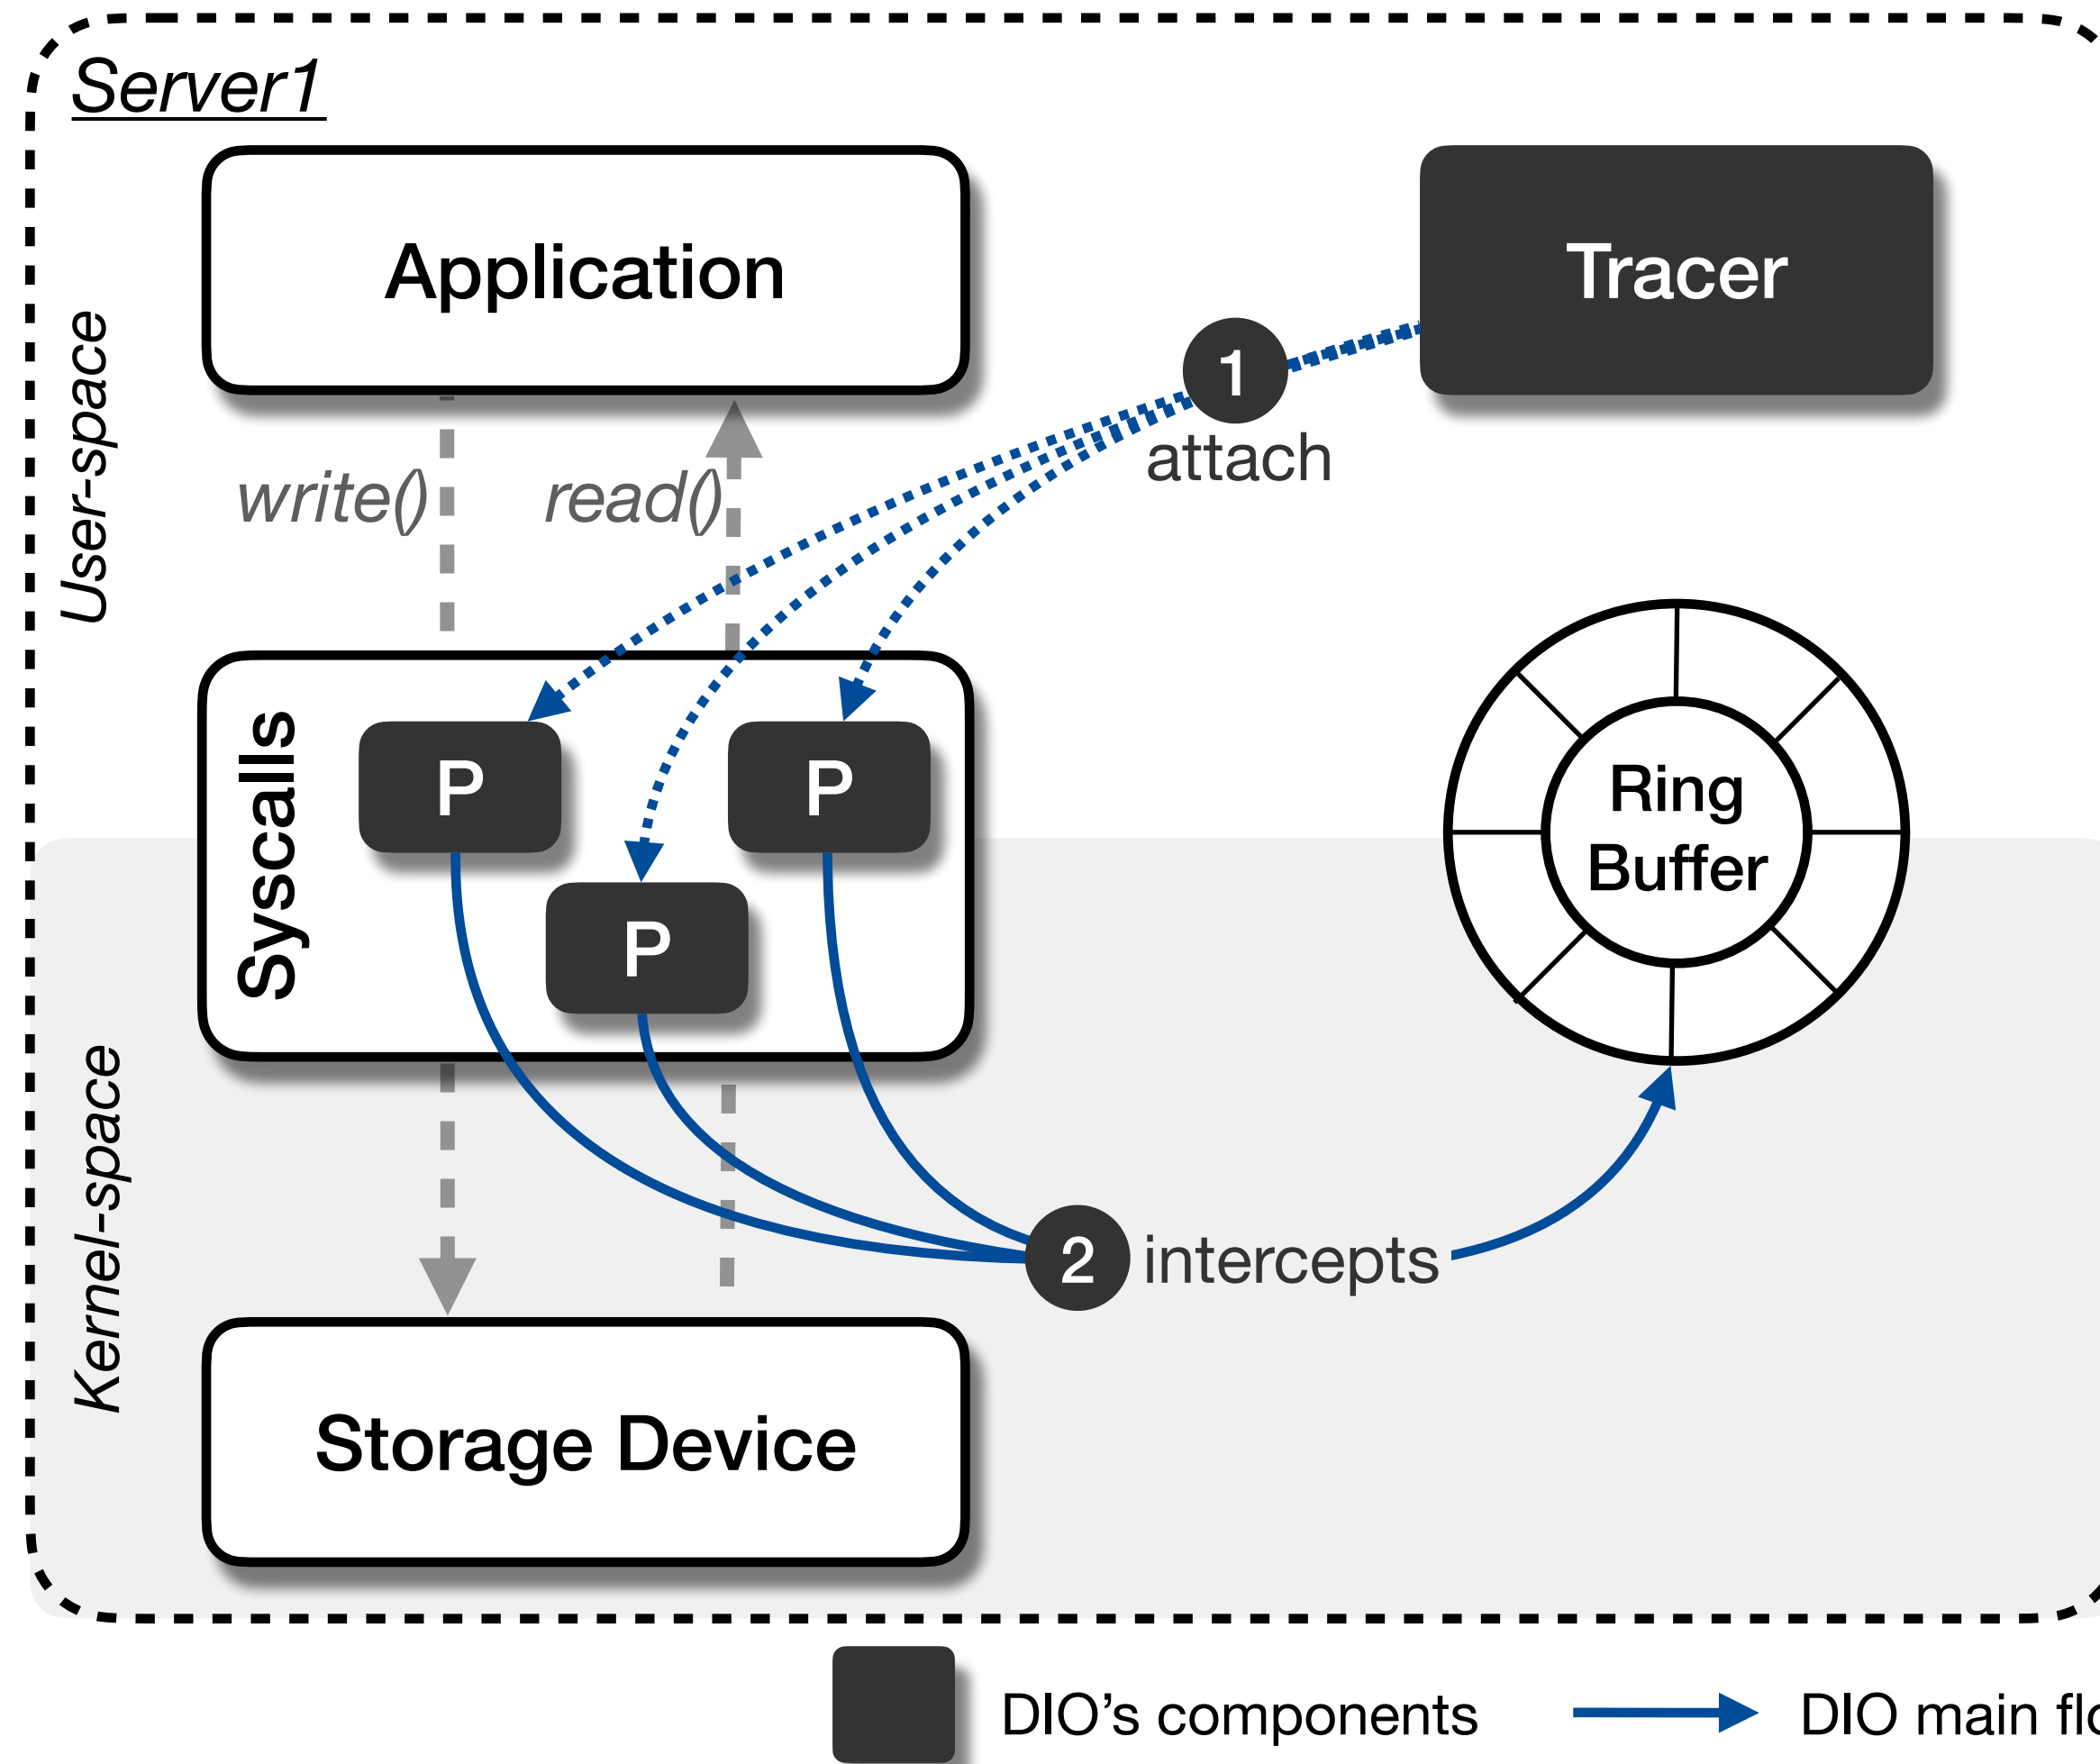 Server1
Application
Tracer
1
attach
User-space
write()
read()
Syscalls
P
P
P
Ring
Buffer
Kernel-space
2 intercepts
Storage Device
DIO's components
DIO main